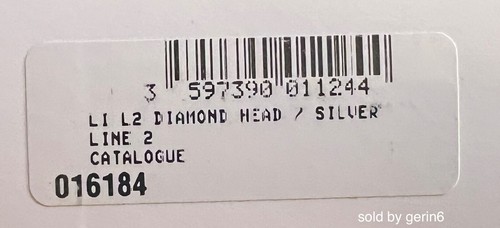 3 597390 011244
LI L2 DIAMOND HEAD / SILVER
LINE 2
CATALOGUE
016184
sold by gerin6